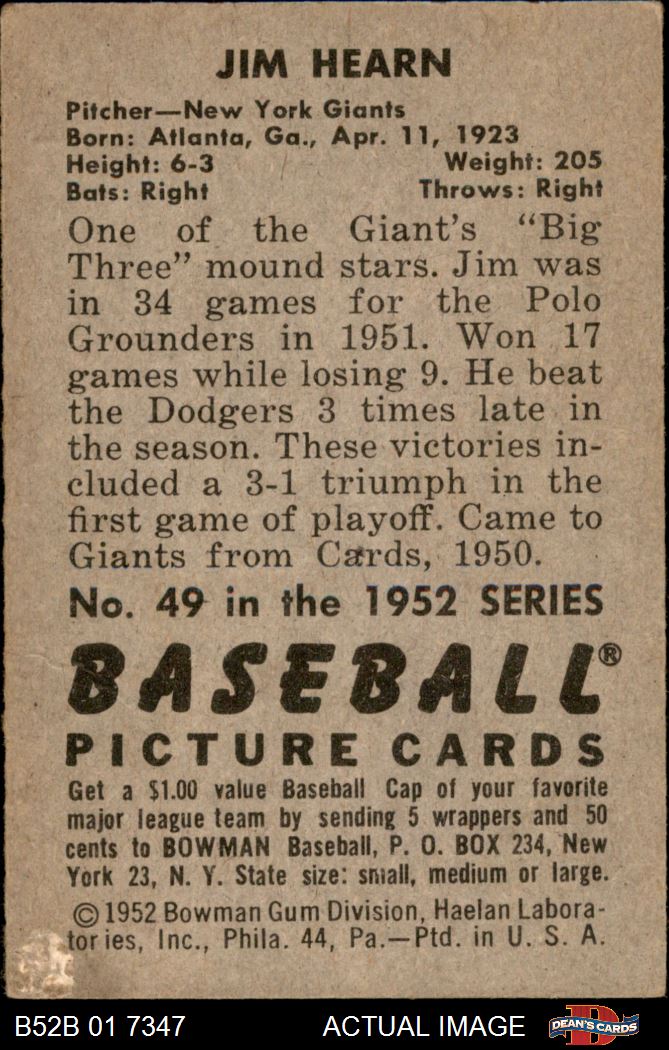 JIM HEARN
Pitcher—New York Giants
Born: Atlanta, Ga., Apr. 11, 1923
Height: 6-3 Weight: 205
Bats: Right Throws: Right
One of the Giant's "Big
Three" mound stars. Jim was
in 34 games for the Polo
Grounders in 1951. Won 17
games while losing 9. He beat
the Dodgers 3 times late in
the season. These victories in-
cluded a 3-1 triumph in the
first game of playoff. Came to
Giants from Cards, 1950.
No. 49 in the 1952 SERIES
BASEBALL®
PICTURE CARDS
Get a $1.00 value Baseball Cap of your favorite
major league team by sending 5 wrappers and 50
cents to BOWMAN Baseball, P. O. BOX 234, New
York 23, N. Y. State size: small, medium or large.
© 1952 Bowman Gum Division, Haelan Labora-
tories, Inc., Phila. 44, Pa.—Ptd. in U. S. A.
B52B 01 7347 ACTUAL IMAGE D DEAN'S CARDS